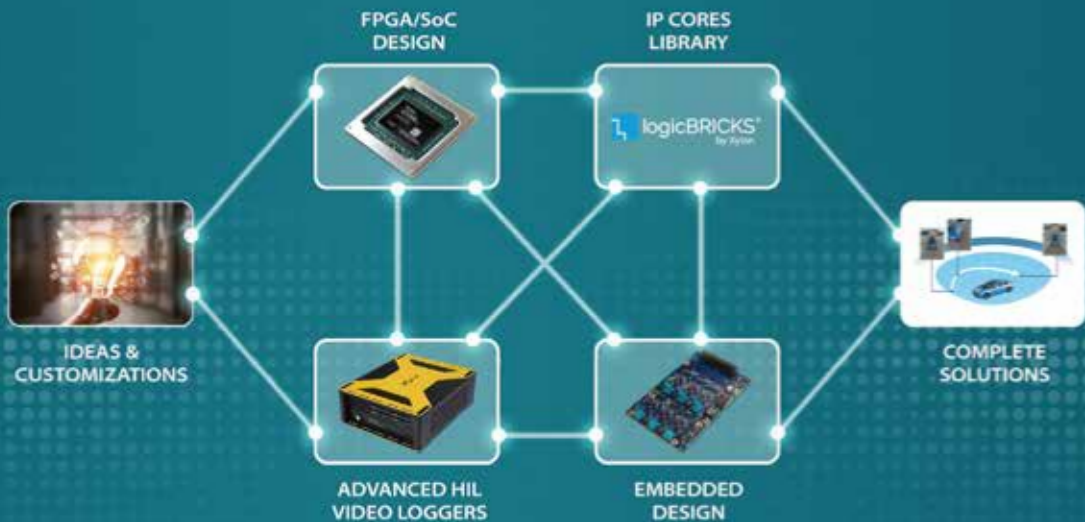 FPGA/SoC
DESIGN
IP CORES
LIBRARY
logicBRICKS®
by Xylon
IDEAS &
CUSTOMIZATIONS
COMPLETE
SOLUTIONS
ADVANCED HIL
VIDEO LOGGERS
EMBEDDED
DESIGN